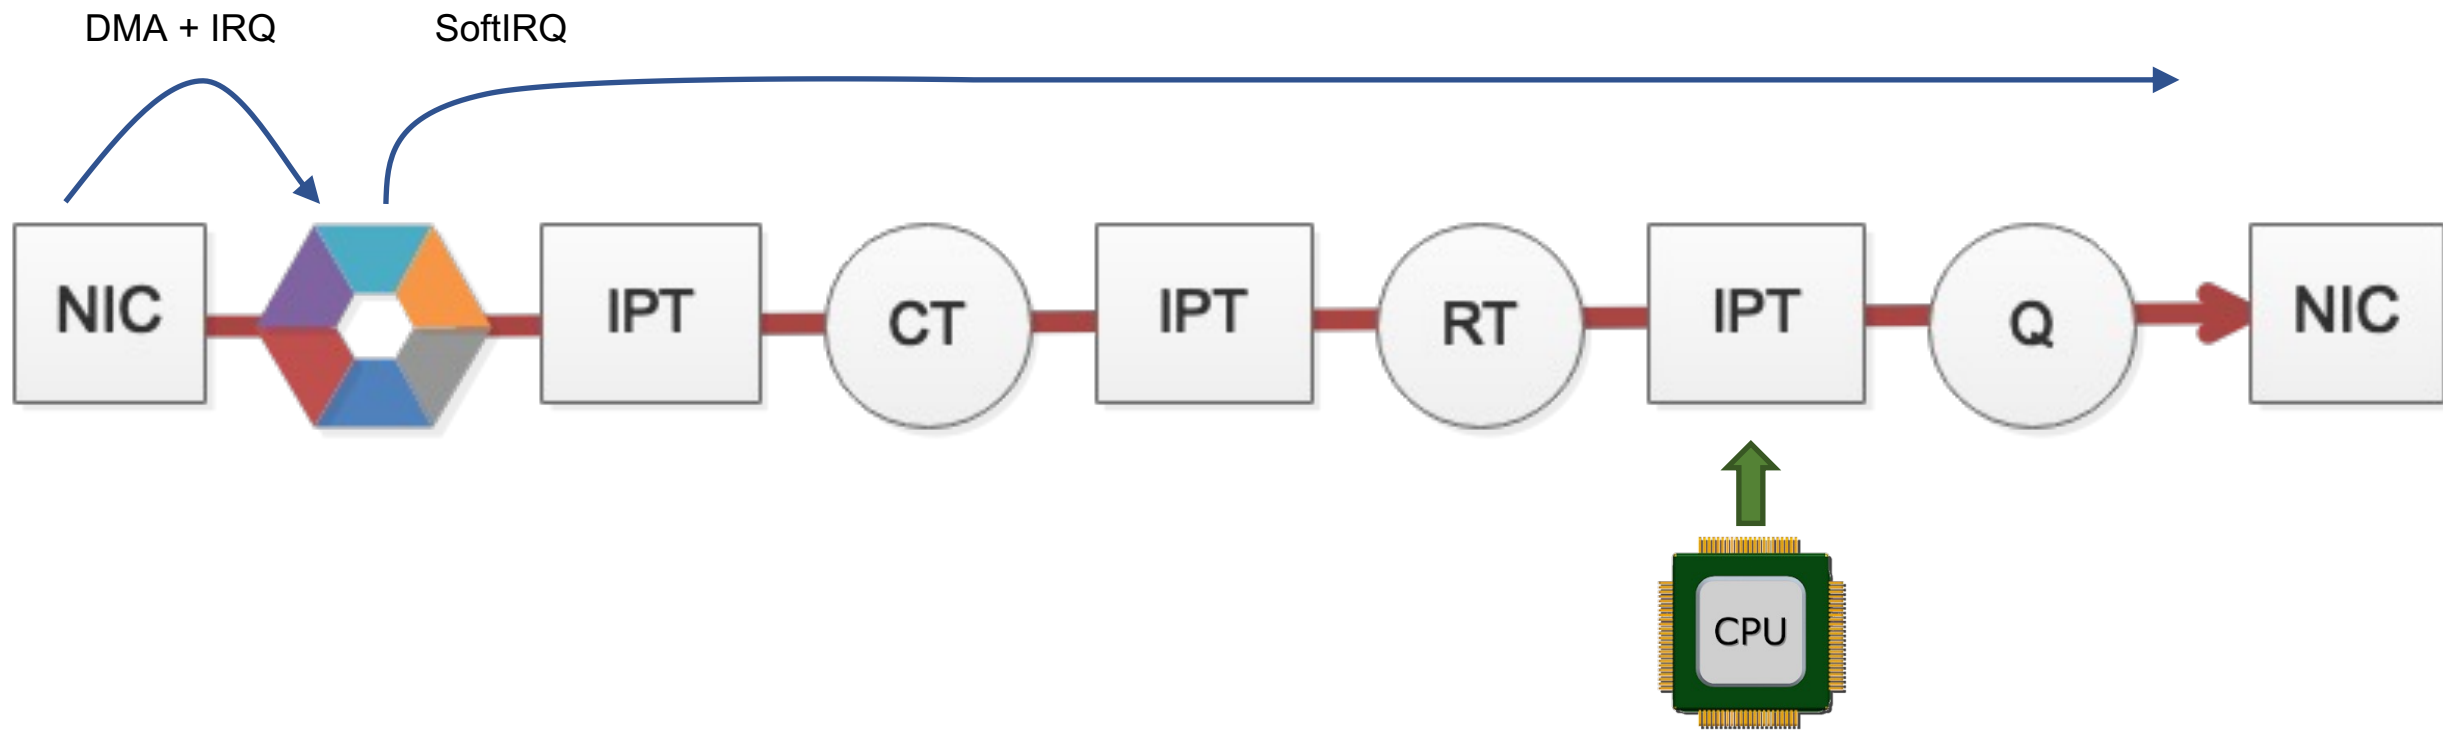 DMA + IRQ
SoftIRQ
NIC
IPT
CT
IPT
RT
IPT
Q
NIC
CPU